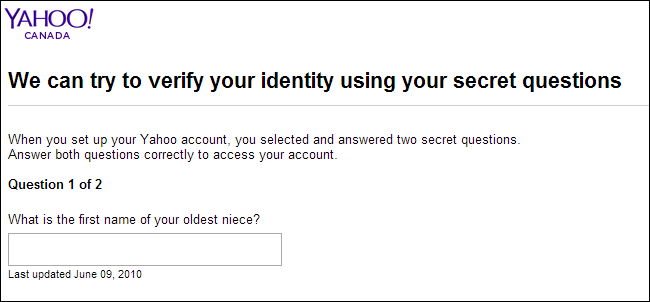 YAHOO!
CANADA
We can try to verify your identity using your secret questions
When you set up your Yahoo account, you selected and answered two secret questions.
Answer both questions correctly to access your account.
Question 1 of 2
What is the first name of your oldest niece?
Last updated June 09, 2010